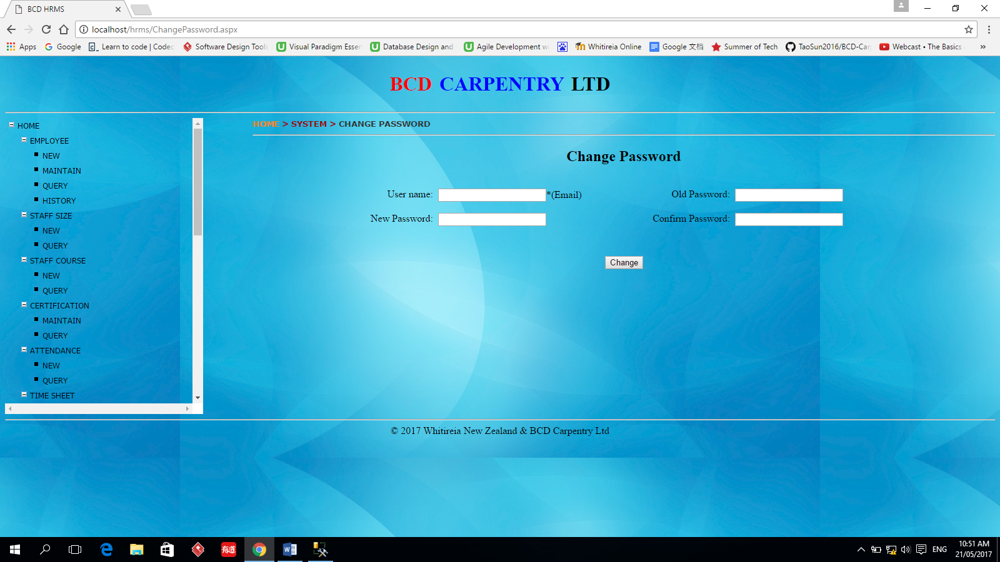 BCD HRMS
localhost/hrms/ChangePassword.aspx
Apps Google Learn to code | Codec Software Design Tools Visual Paradigm Essen Database Design and Agile Development w Whitireia Online Google 文档 Summer of Tech TaoSun2016/BCD-Car Webcast • The Basics »
BCD CARPENTRY LTD
HOME > SYSTEM > CHANGE PASSWORD
HOME
EMPLOYEE
NEW
MAINTAIN
QUERY
HISTORY
STAFF SIZE
NEW
QUERY
STAFF COURSE
NEW
QUERY
CERTIFICATION
MAINTAIN
QUERY
ATTENDANCE
NEW
QUERY
TIME SHEET
Change Password
User name: *(Email) Old Password:
New Password: Confirm Password:
Change
© 2017 Whitireia New Zealand & BCD Carpentry Ltd
有道
ENG
10:51 AM
21/05/2017